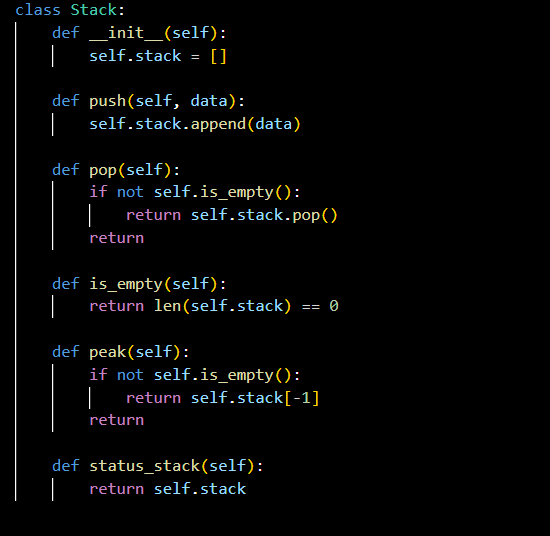 class Stack:
    def __init__(self):
        self.stack = []
    def push(self, data):
        self.stack.append(data)
    def pop(self):
        if not self.is_empty():
            return self.stack.pop()
        return
    def is_empty(self):
        return len(self.stack) == 0
    def peak(self):
        if not self.is_empty():
            return self.stack[-1]
        return
    def status_stack(self):
        return self.stack